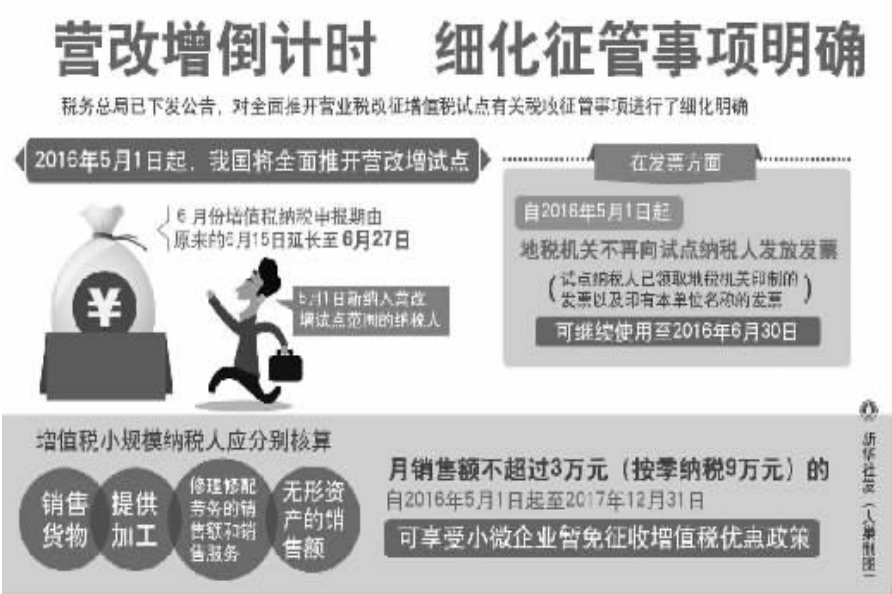 营改增倒计时 细化征管事项明确
税务总局已下发公告，对全面推开营业税改征增值税试点有关税收征管事项进行了细化明确
2016年5月1日起，我国将全面推开营改增试点
6月份增值税纳税申报期由
原来的6月15日延长至6月27日
¥
5月1日新纳入营改
增试点范围的纳税人
在发票方面
自2016年5月1日起
地税机关不再向试点纳税人发放发票
（试点纳税人已领取地税机关印制的
发票以及印有本单位名称的发票）
可继续使用至2016年6月30日
增值税小规模纳税人应分别核算
销售
货物
提供
加工
修理修配
劳务的销
售额和销
售服务
无形资
产的销
售额
月销售额不超过3万元（按季纳税9万元）的
自2016年5月1日起至2017年12月31日
可享受小微企业暂免征收增值税优惠政策
新华社发（大巢制图）